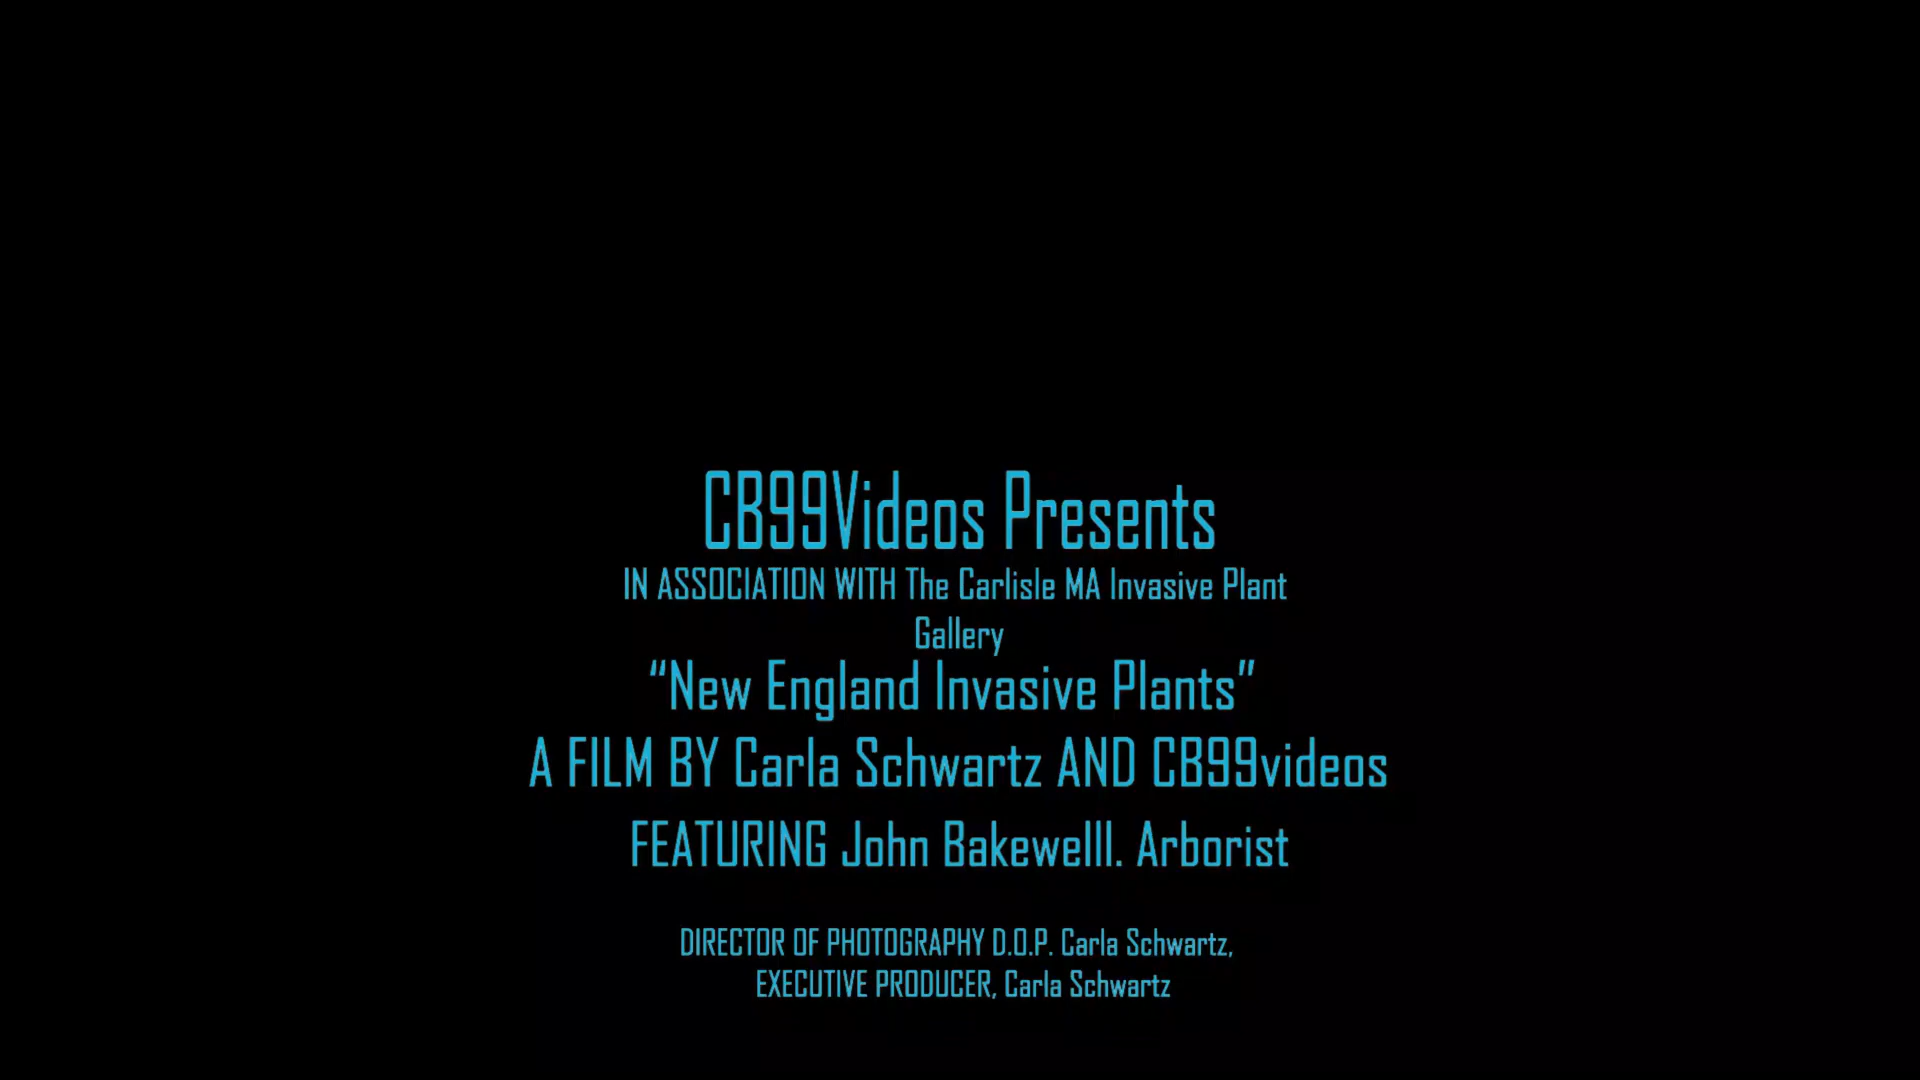 CB99Videos Presents
IN ASSOCIATION WITH The Carlisle MA Invasive Plant
Gallery
“New England Invasive Plants”
A FILM BY Carla Schwartz AND CB99videos
FEATURING John Bakewelll. Arborist
DIRECTOR OF PHOTOGRAPHY D.O.P. Carla Schwartz,
EXECUTIVE PRODUCER, Carla Schwartz